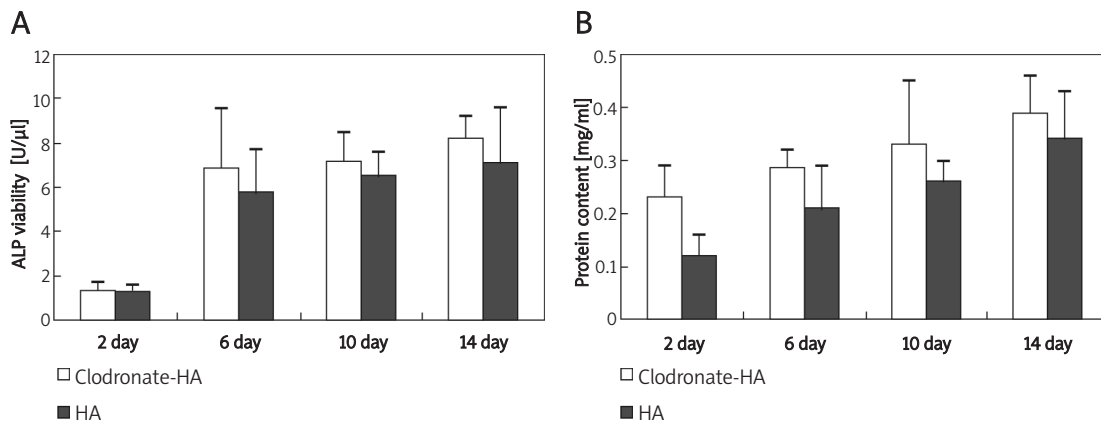 A
ALP viability [U/µl]
12
10
8
6
4
2
0
2 day 6 day 10 day 14 day
Clodronate-HA
HA
B
Protein content [mg/ml]
0.5
0.4
0.3
0.2
0.1
0
2 day 6 day 10 day 14 day
Clodronate-HA
HA